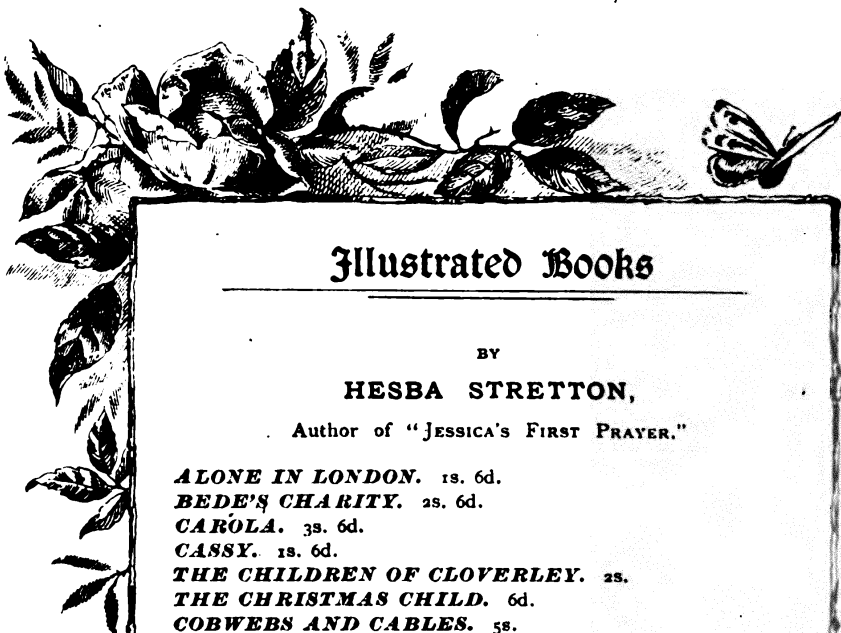 Illustrated Books
BY
HESBA STRETTON,
Author of "JESSICA'S FIRST PRAYER."
ALONE IN LONDON. 1s. 6d.
BEDE'S CHARITY. 2s. 6d.
CAROLA. 3s. 6d.
CASSY. 1s. 6d.
THE CHILDREN OF CLOVERLEY. 2s.
THE CHRISTMAS CHILD. 6d.
COBWEBS AND CABLES. 5s.